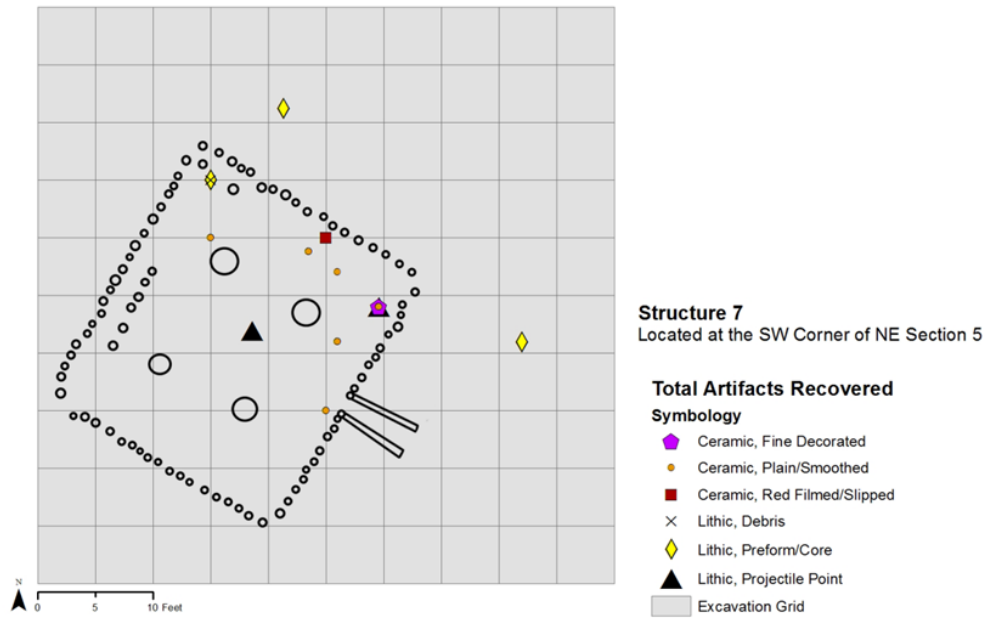 Structure 7
Located at the SW Corner of NE Section 5
Total Artifacts Recovered
Symbology
Ceramic, Fine Decorated
Ceramic, Plain/Smoothed
Ceramic, Red Filmed/Slipped
Lithic, Debris
Lithic, Preform/Core
Lithic, Projectile Point
Excavation Grid
N
0 5 10 Feet